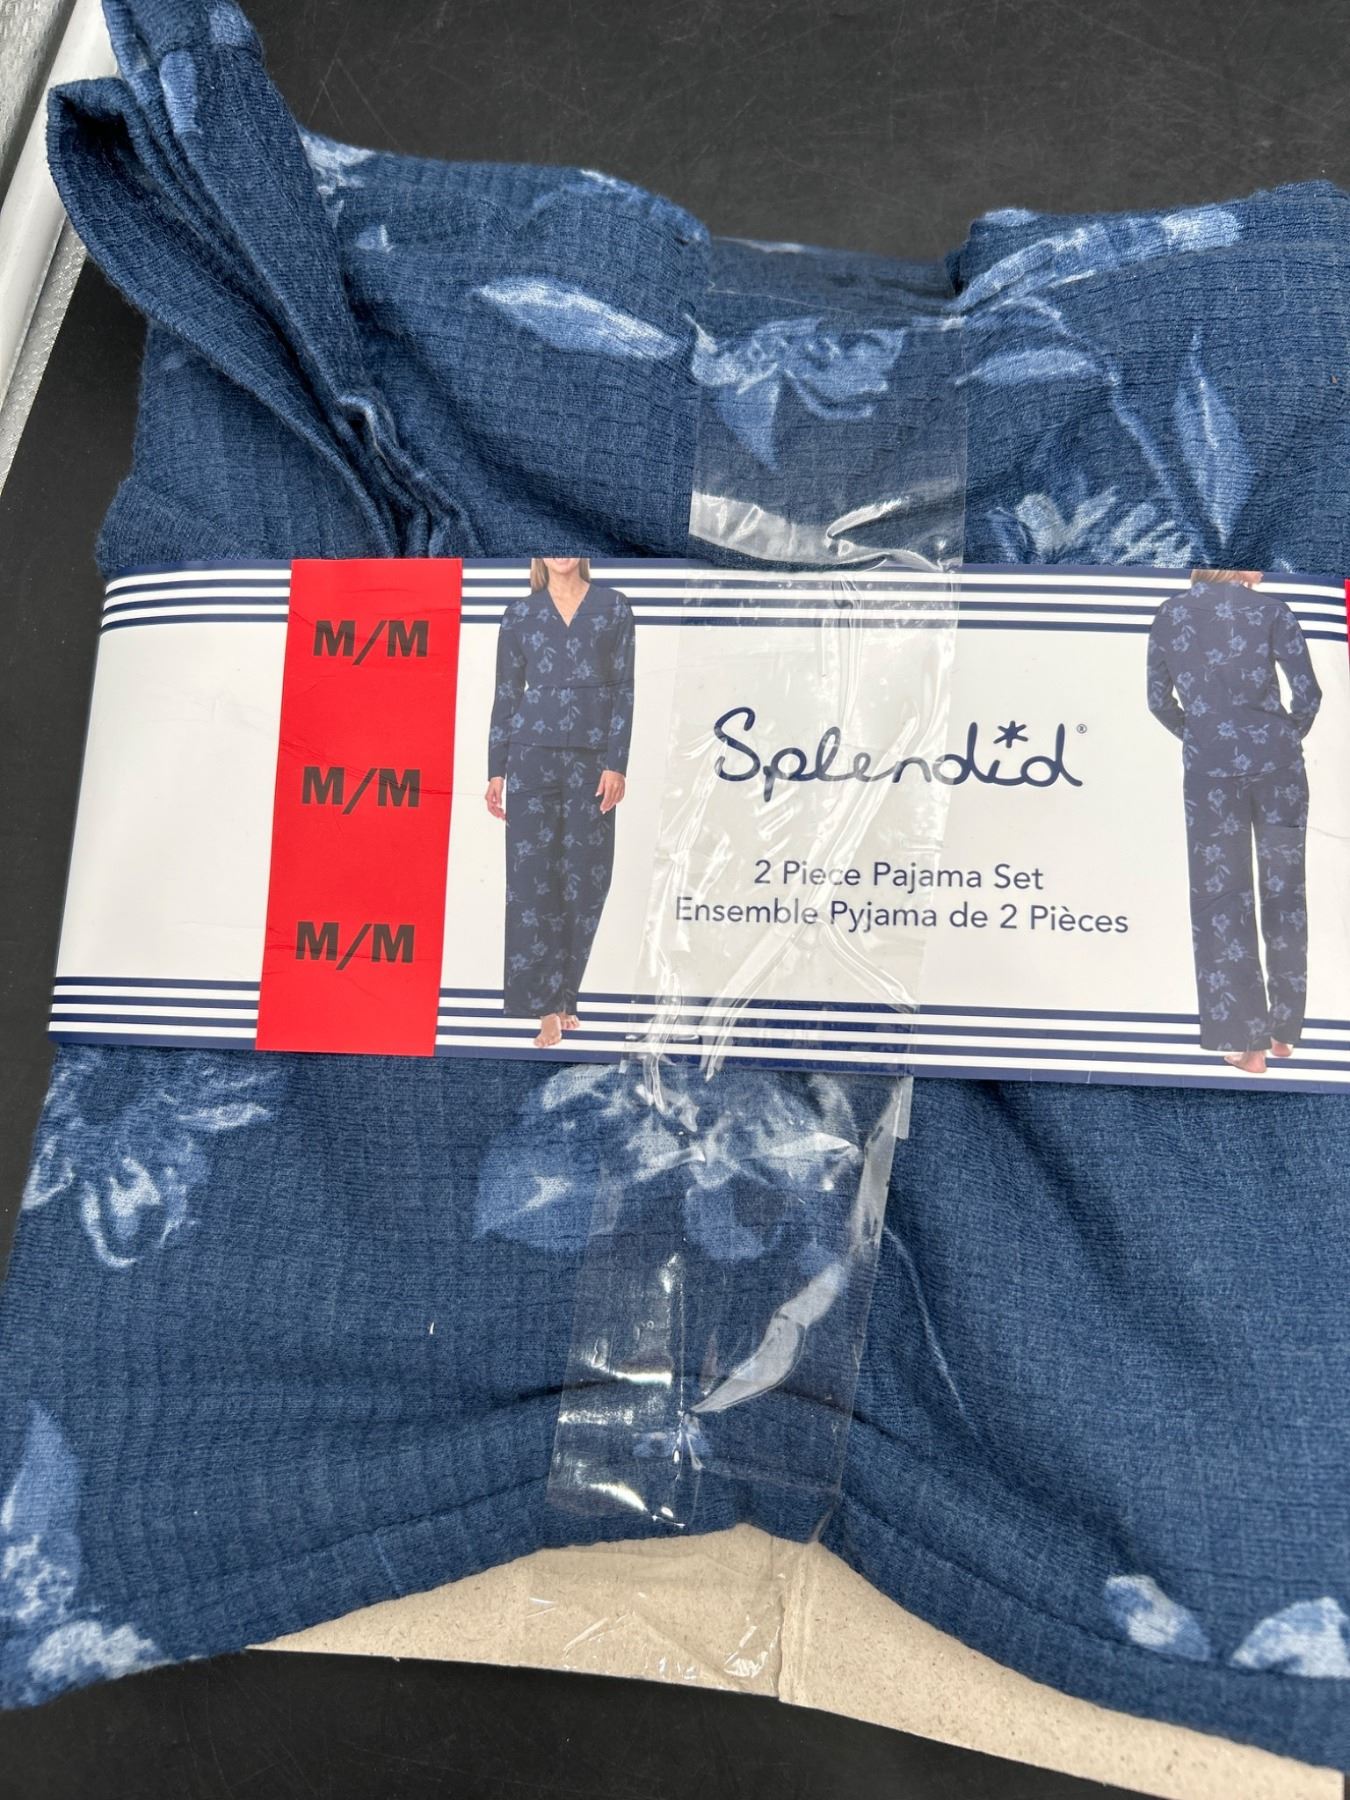 M/M
M/M
M/M
Splendid®
2 Piece Pajama Set
Ensemble Pyjama de 2 Pièces